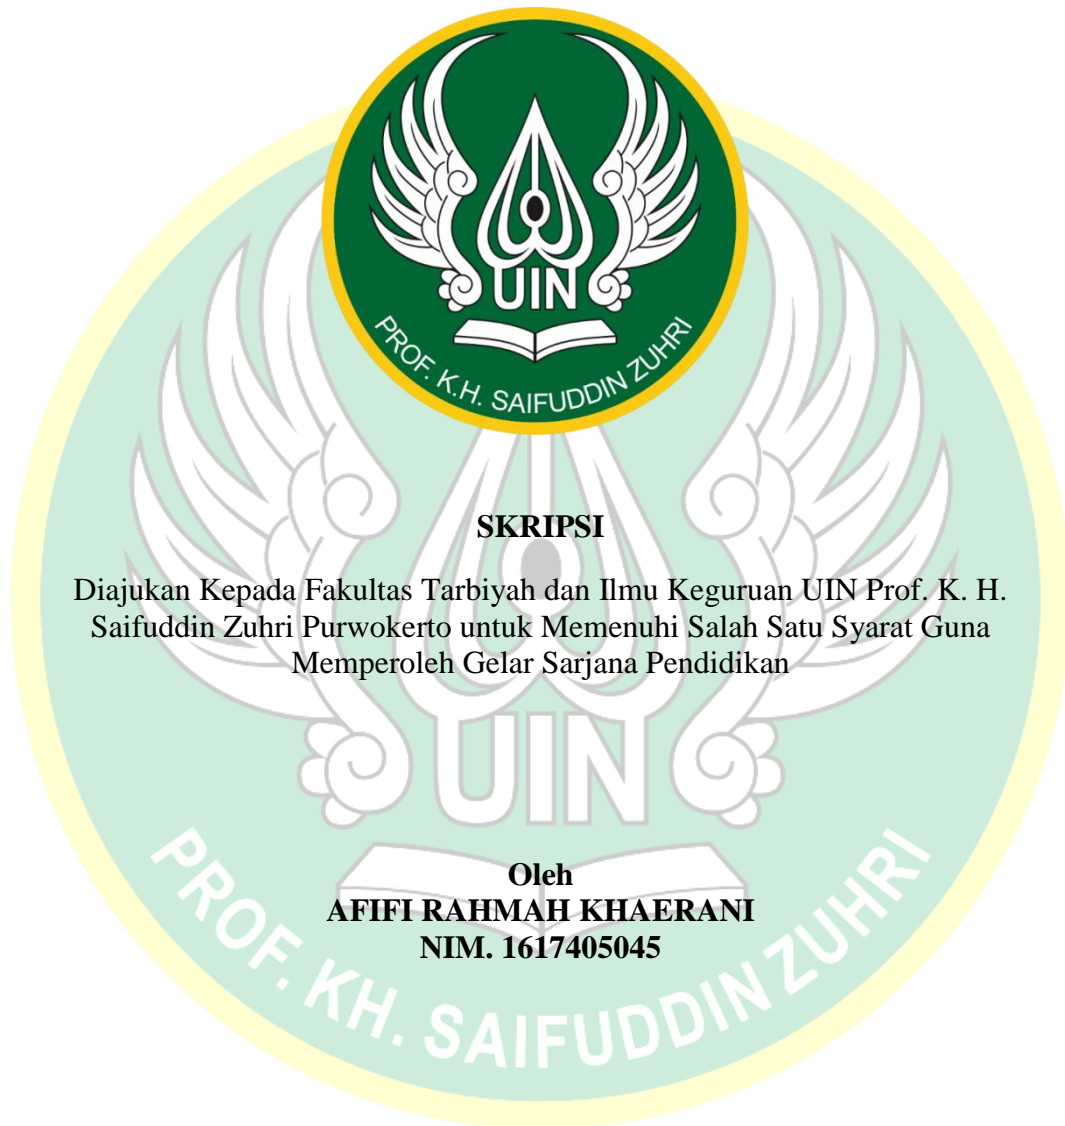 UIN
PROF. K.H. SAIFUDDIN ZUHRI
SKRIPSI
Diajukan Kepada Fakultas Tarbiyah dan Ilmu Keguruan UIN Prof. K. H.
Saifuddin Zuhri Purwokerto untuk Memenuhi Salah Satu Syarat Guna
Memperoleh Gelar Sarjana Pendidikan
UIN
Oleh
AFIFI RAHMAH KHAERANI
NIM. 1617405045
PROF. KH. SAIFUDDIN ZUHRI